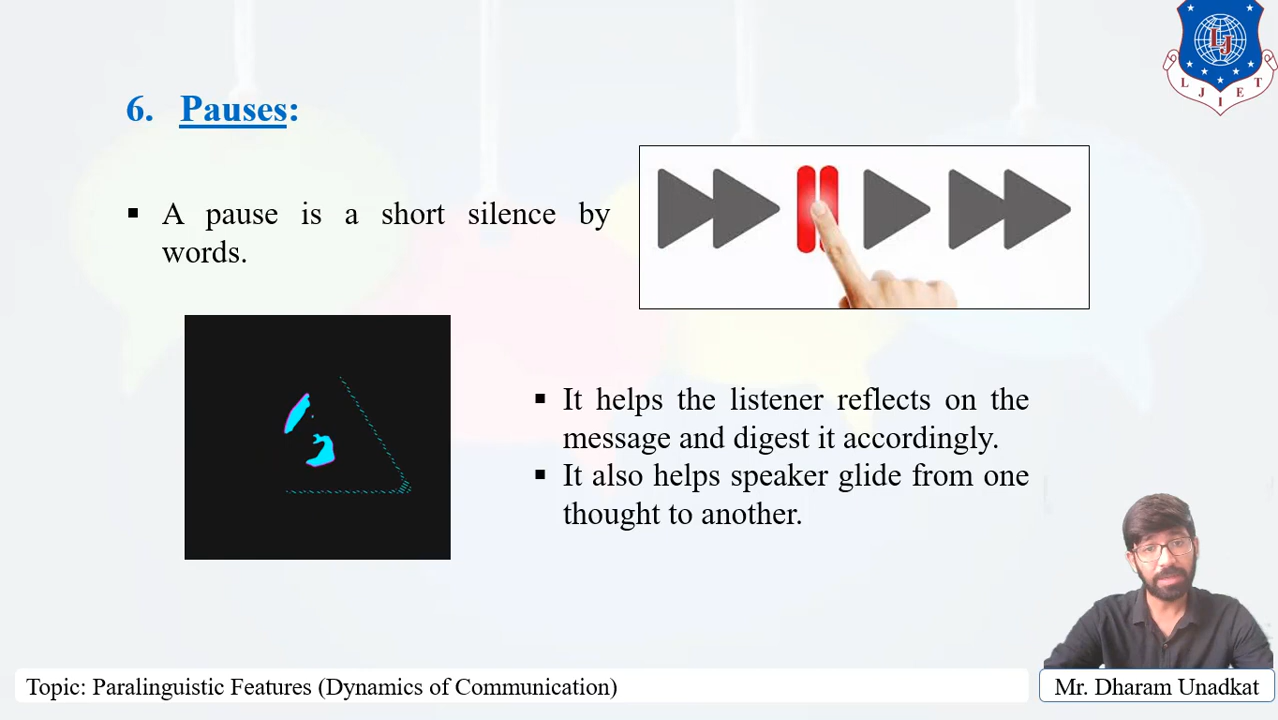 LJ
L J I E T
6. Pauses:
▪ A pause is a short silence by
words.
▪ It helps the listener reflects on the
message and digest it accordingly.
▪ It also helps speaker glide from one
thought to another.
Topic: Paralinguistic Features (Dynamics of Communication)
Mr. Dharam Unadkat